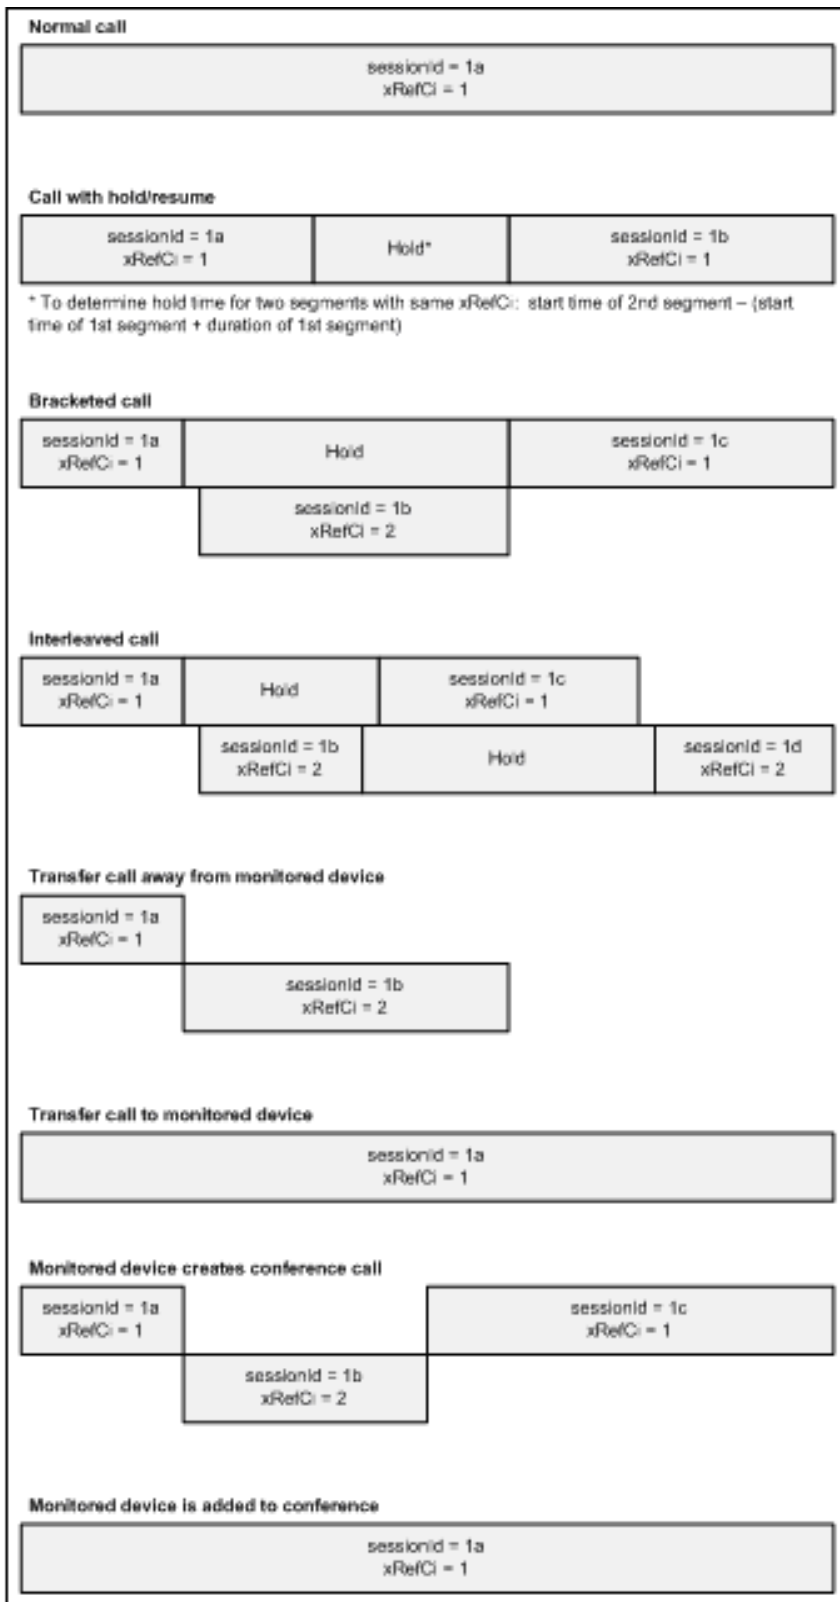 Normal call
sessionId = 1a
xRefCi = 1
Call with hold/resume
sessionId = 1a
xRefCi = 1
Hold*
sessionId = 1b
xRefCi = 1
* To determine hold time for two segments with same xRefCi: start time of 2nd segment – (start
time of 1st segment + duration of 1st segment)
Bracketed call
sessionId = 1a
xRefCi = 1
Hold
sessionId = 1c
xRefCi = 1
sessionId = 1b
xRefCi = 2
Interleaved call
sessionId = 1a
xRefCi = 1
Hold
sessionId = 1c
xRefCi = 1
sessionId = 1b
xRefCi = 2
Hold
sessionId = 1d
xRefCi = 2
Transfer call away from monitored device
sessionId = 1a
xRefCi = 1
sessionId = 1b
xRefCi = 2
Transfer call to monitored device
sessionId = 1a
xRefCi = 1
Monitored device creates conference call
sessionId = 1a
xRefCi = 1
sessionId = 1c
xRefCi = 1
sessionId = 1b
xRefCi = 2
Monitored device is added to conference
sessionId = 1a
xRefCi = 1